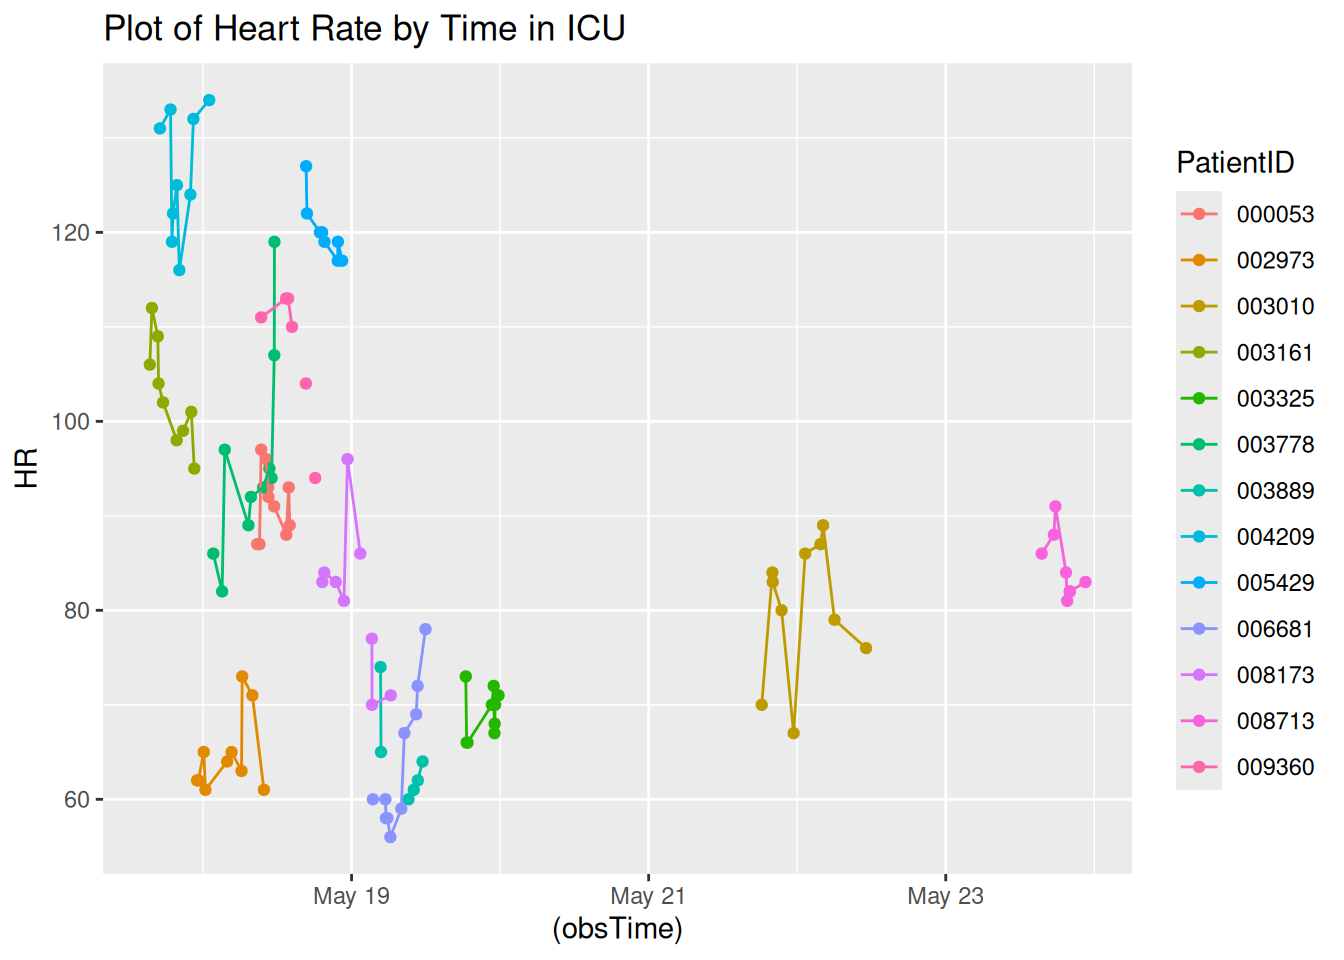 Plot of Heart Rate by Time in ICU
HR
120
100
80
60
May 19
May 21
May 23
(obsTime)
PatientID
000053
002973
003010
003161
003325
003778
003889
004209
005429
006681
008173
008713
009360